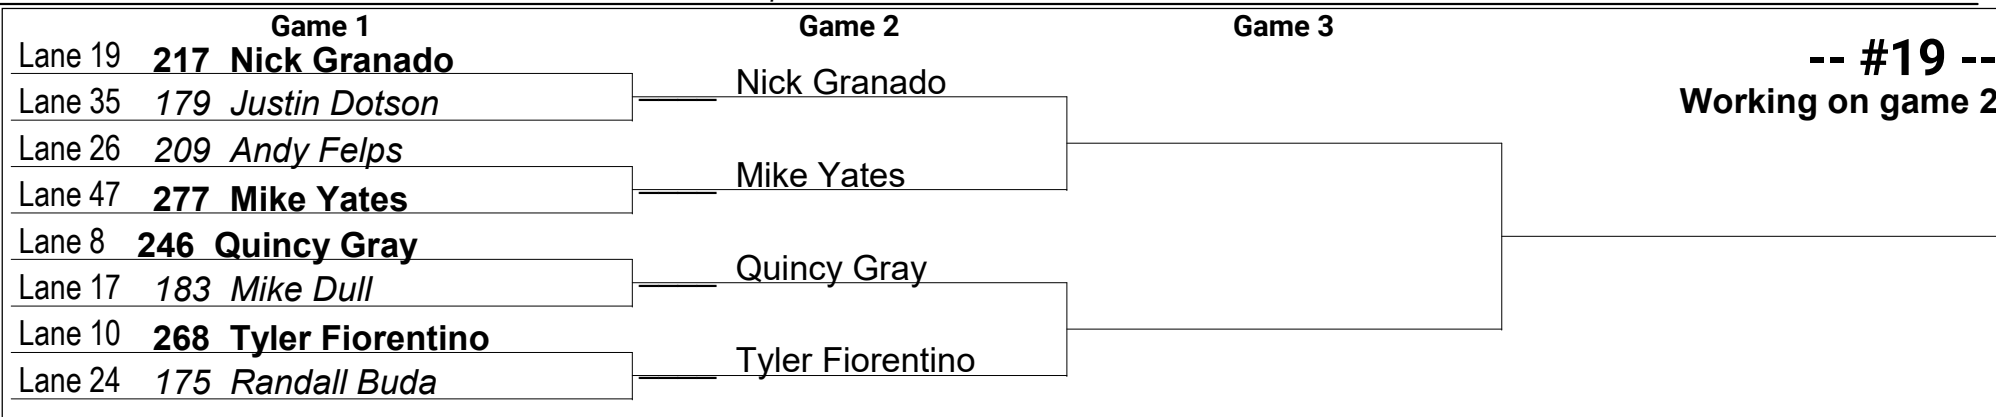 Game 1 Game 2 Game 3
-- #19 --
Working on game 2
Lane 19 217 Nick Granado
Lane 35 179 Justin Dotson
Lane 26 209 Andy Felps
Lane 47 277 Mike Yates
Lane 8 246 Quincy Gray
Lane 17 183 Mike Dull
Lane 10 268 Tyler Fiorentino
Lane 24 175 Randall Buda
Nick Granado
Mike Yates
Quincy Gray
Tyler Fiorentino